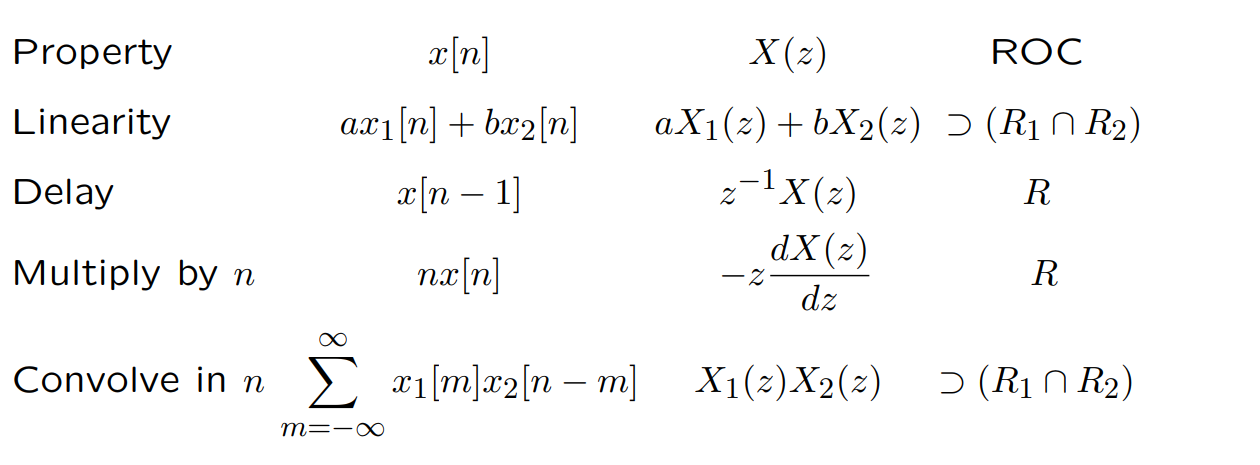 Property x[n] X(z) ROC
Linearity ax₁[n] + bx₂[n] aX₁(z) + bX₂(z) ⊃ (R₁ ∩ R₂)
Delay x[n − 1] z⁻¹X(z) R
Multiply by n nx[n] −z dX(z)/dz R
Convolve in n ∑_{m=−∞}^{∞} x₁[m]x₂[n − m] X₁(z)X₂(z) ⊃ (R₁ ∩ R₂)